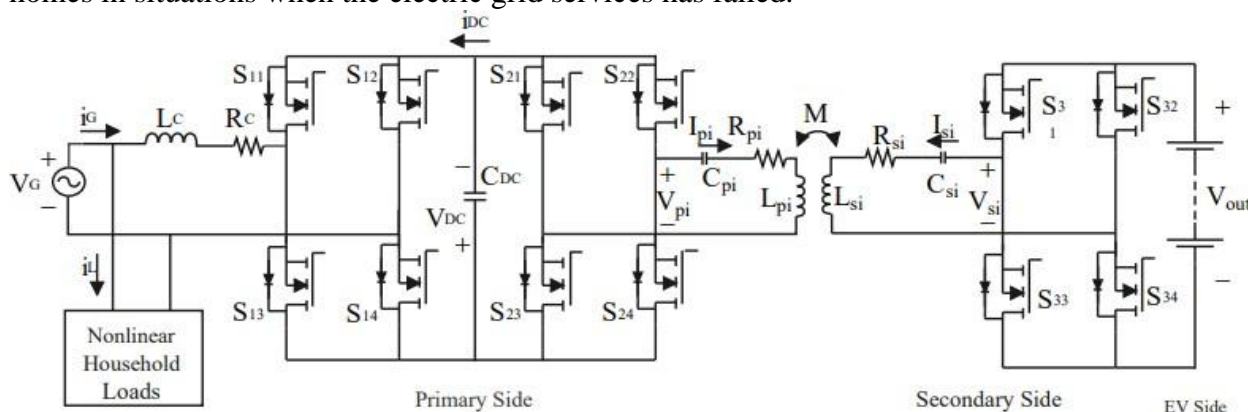 homes in situations when the electric grid services has failed.
iDC
S11
S12
S21
S22
S3
1
S32
iG
LC
RC
Ipi
Rpi
M
Rsi
Isi
+
VG
−
−
CDC
VDC
+
Cpi
+
Vpi
−
Lpi
Lsi
Csi
+
Vsi
−
+
Vout
−
iL
S13
S14
S23
S24
S33
S34
Nonlinear
Household
Loads
Primary Side
Secondary Side
EV Side